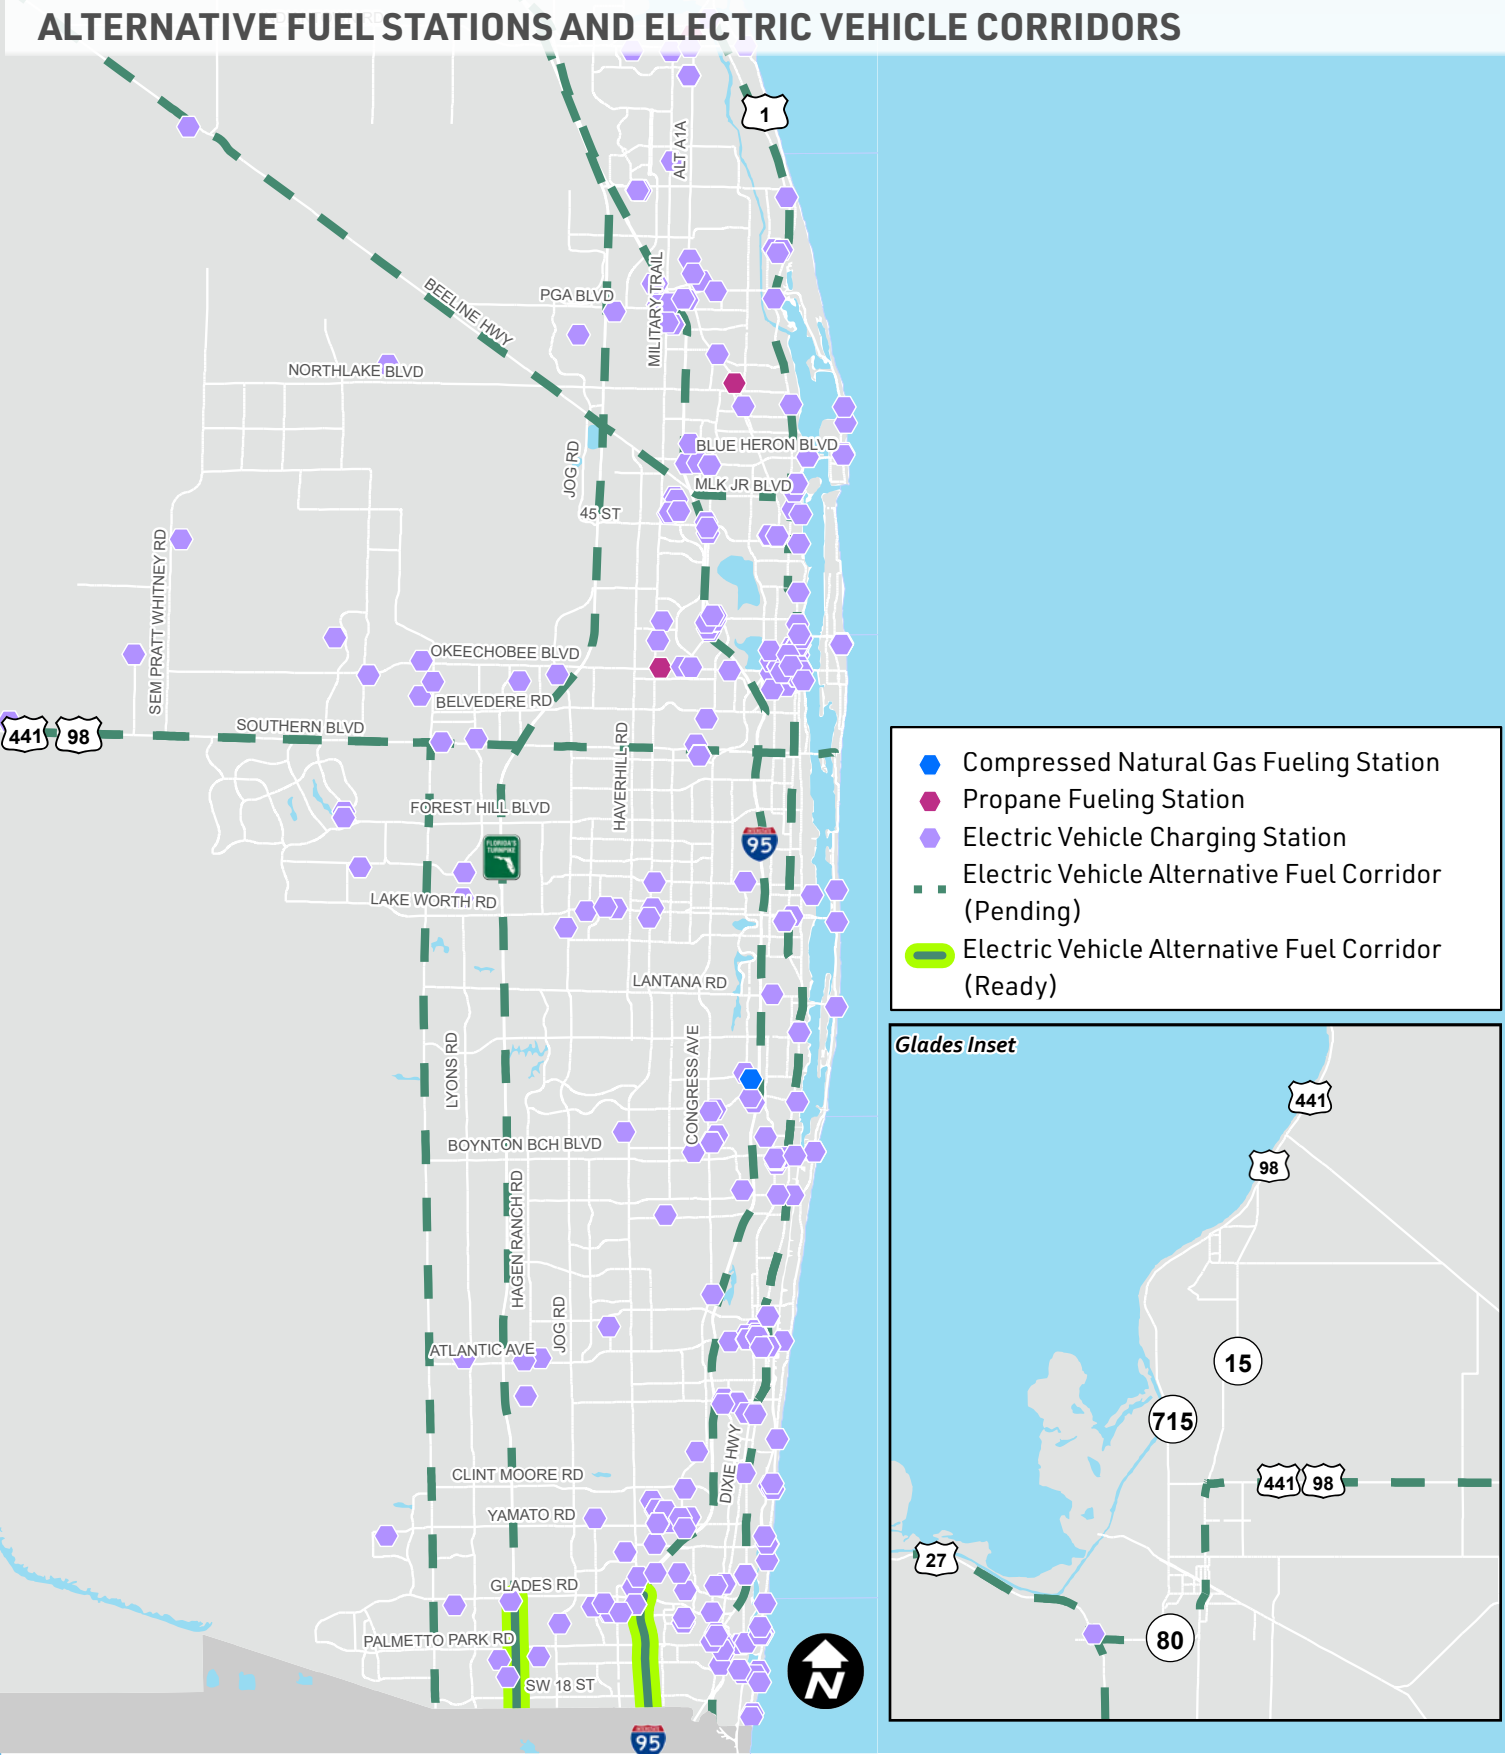 ALTERNATIVE FUEL STATIONS AND ELECTRIC VEHICLE CORRIDORS
1
ALT A1A
MILITARY TRAIL
PGA BLVD
BEELINE HWY
NORTHLAKE BLVD
JOG RD
BLUE HERON BLVD
MLK JR BLVD
45 ST
SEM PRATT WHITNEY RD
OKEECHOBEE BLVD
BELVEDERE RD
SOUTHERN BLVD
441
98
HAVERHILL RD
FOREST HILL BLVD
FLORIDA'S
TURNPIKE
INTERSTATE
95
LAKE WORTH RD
LANTANA RD
LYONS RD
CONGRESS AVE
BOYNTON BCH BLVD
HAGEN RANCH RD
JOG RD
ATLANTIC AVE
DIXIE HWY
CLINT MOORE RD
YAMATO RD
GLADES RD
PALMETTO PARK RD
SW 18 ST
INTERSTATE
95
N
Compressed Natural Gas Fueling Station
Propane Fueling Station
Electric Vehicle Charging Station
Electric Vehicle Alternative Fuel Corridor
(Pending)
Electric Vehicle Alternative Fuel Corridor
(Ready)
Glades Inset
441
98
15
715
441
98
27
80